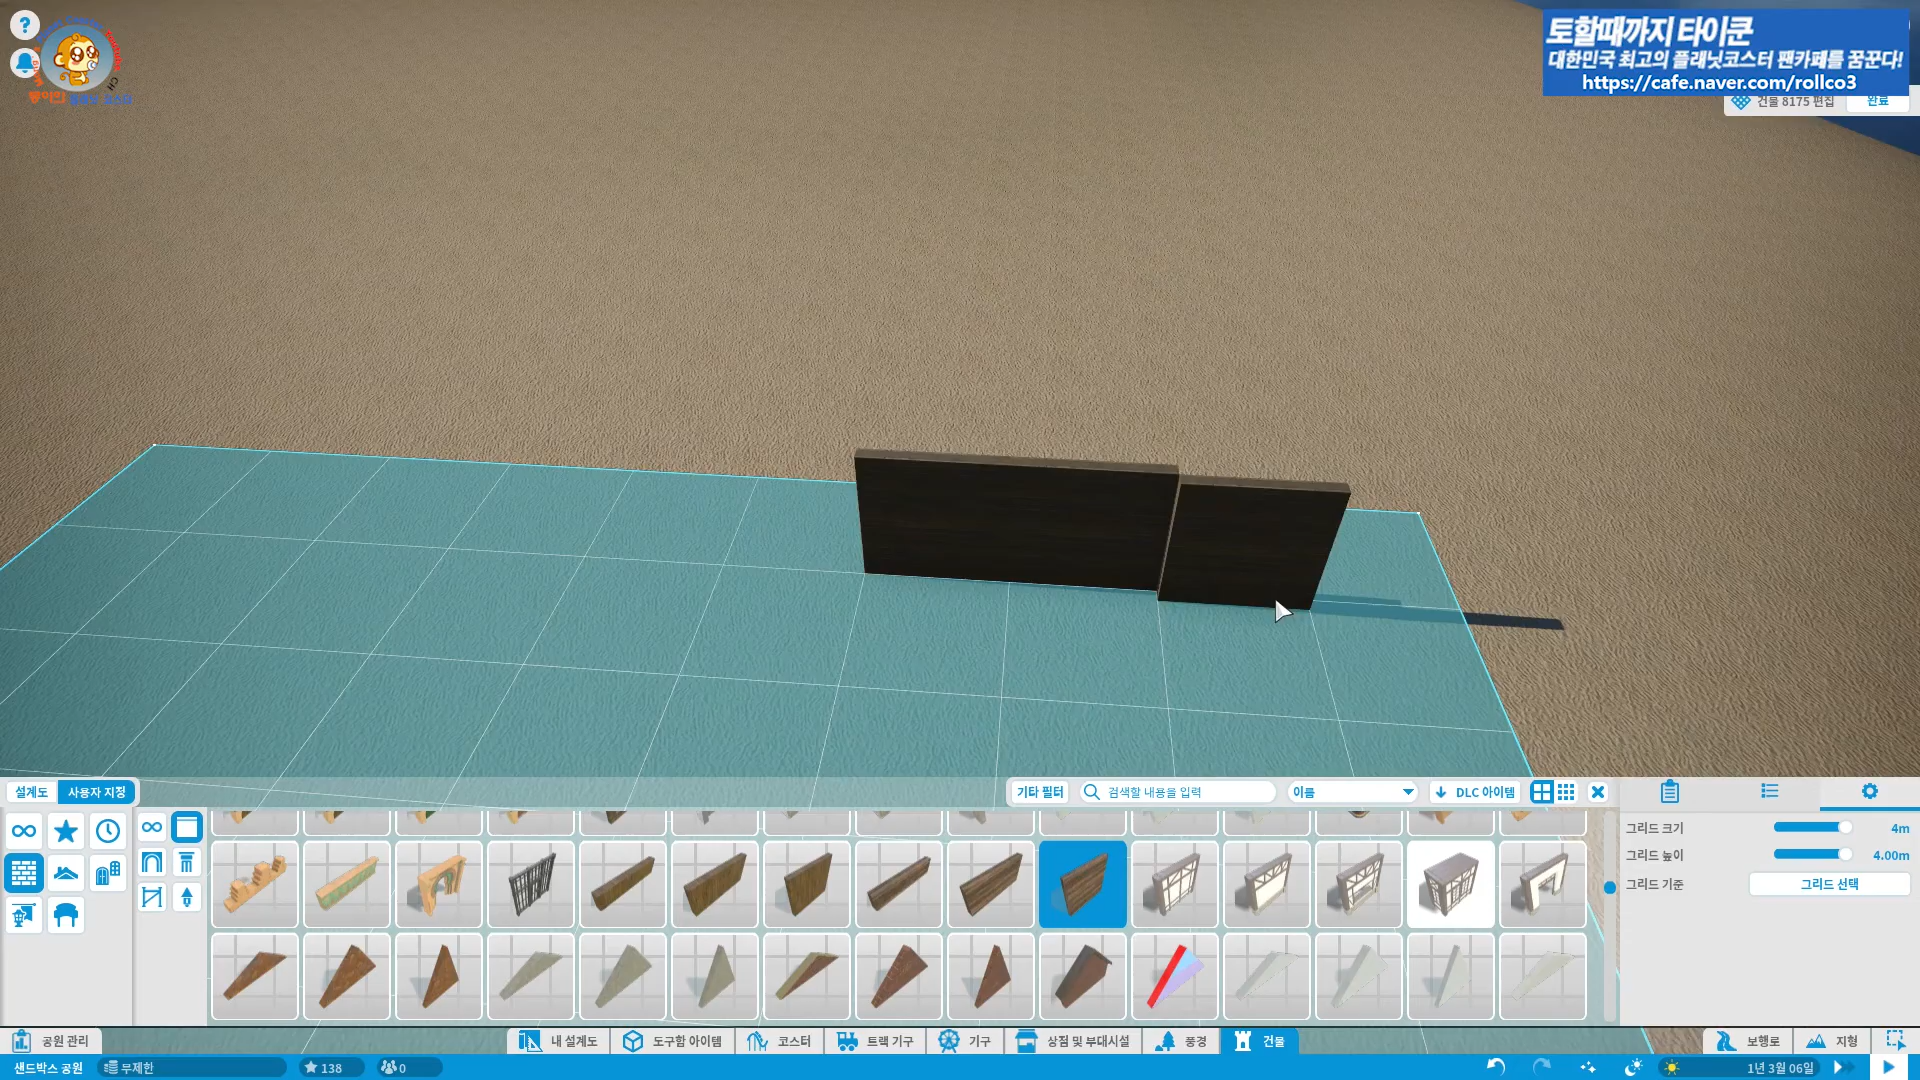 ?
토할때까지 타이쿤
대한민국 최고의 플래닛코스터 팬카페를 꿈꾼다!
https://cafe.naver.com/rollco3
건물 8175 편집
완료
설계도
사용자 지정
기타 필터
검색할 내용을 입력
이름
DLC 아이템
그리드 크기
4m
그리드 높이
4.00m
그리드 기준
그리드 선택
공원 관리
내 설계도
도구함 아이템
코스터
트랙 기구
기구
상점 및 부대시설
풍경
건물
보행로
지형
샌드박스 공원
무제한
138
0
1년 3월 06일